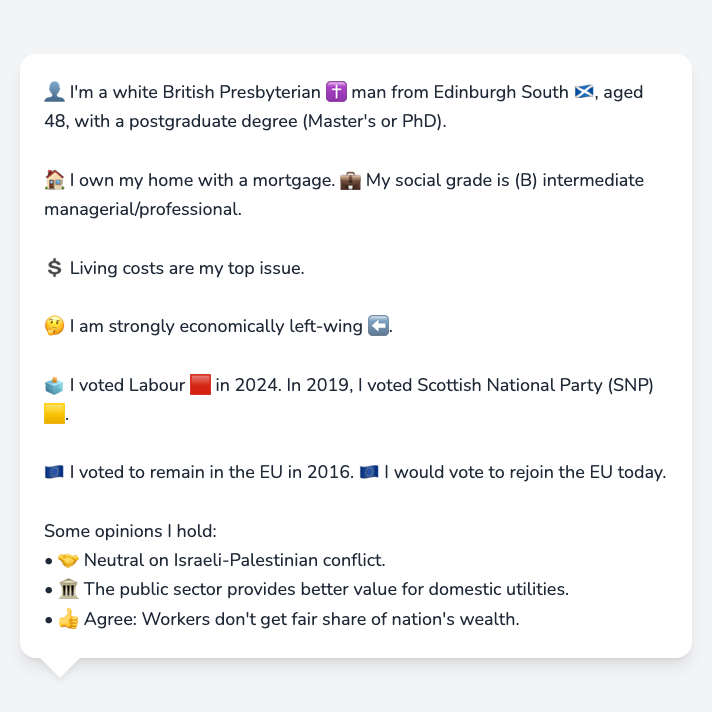 👤 I'm a white British Presbyterian ✝️ man from Edinburgh South 🏴󠁧󠁢󠁳󠁣󠁴󠁿, aged
48, with a postgraduate degree (Master's or PhD).
🏠 I own my home with a mortgage. 💼 My social grade is (B) intermediate
managerial/professional.
💲 Living costs are my top issue.
🤔 I am strongly economically left-wing ⬅️.
🗳️ I voted Labour 🟥 in 2024. In 2019, I voted Scottish National Party (SNP)
🟨.
🇪🇺 I voted to remain in the EU in 2016. 🇪🇺 I would vote to rejoin the EU today.
Some opinions I hold:
• 🤝 Neutral on Israeli-Palestinian conflict.
• 🏛️ The public sector provides better value for domestic utilities.
• 👍 Agree: Workers don't get fair share of nation's wealth.